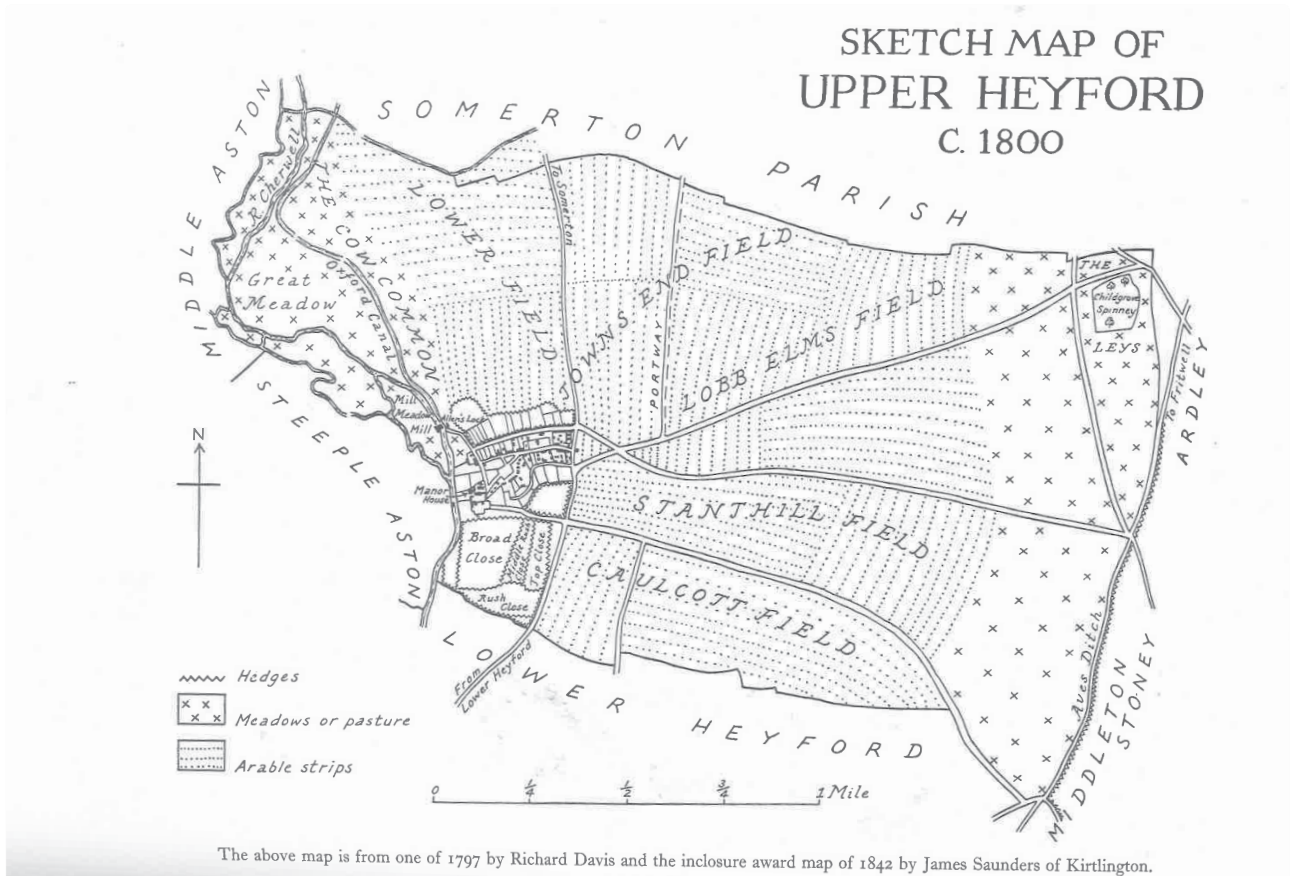 SKETCH MAP OF
UPPER HEYFORD
C. 1800
SOMERTON PARISH
MIDDLE ASTON
R. Cherwell
THE COW COMMON
Great
Meadow
Oxford Canal
LOWER FIELD
To Somerton
TOWNS END FIELD
PORTWAY
LOBB ELMS FIELD
THE
Childgrove
Spinney
LEYS
To Fritwell
ARDLEY
Mill
Meadow
Allen's Lock
Mill
STEEPLE ASTON
N
Manor
House
STANTHILL FIELD
Broad
Close
Middle Close
Top Close
Rush
Close
CAULCOTT FIELD
Aves Ditch
MIDDLETON
STONEY
From
Lower Heyford
LOWER HEYFORD
Hedges
Meadows or pasture
Arable strips
0 1/4 1/2 3/4 1 Mile
The above map is from one of 1797 by Richard Davis and the inclosure award map of 1842 by James Saunders of Kirtlington.